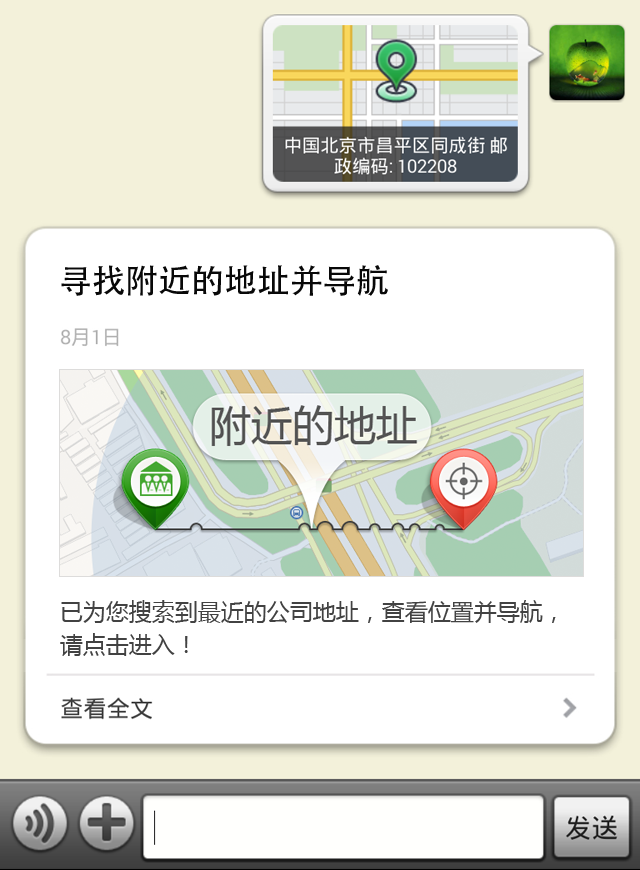 中国北京市昌平区同成街 邮
政编码: 102208
寻找附近的地址并导航
8月1日
附近的地址
已为您搜索到最近的公司地址，查看位置并导航，
请点击进入！
查看全文
发送